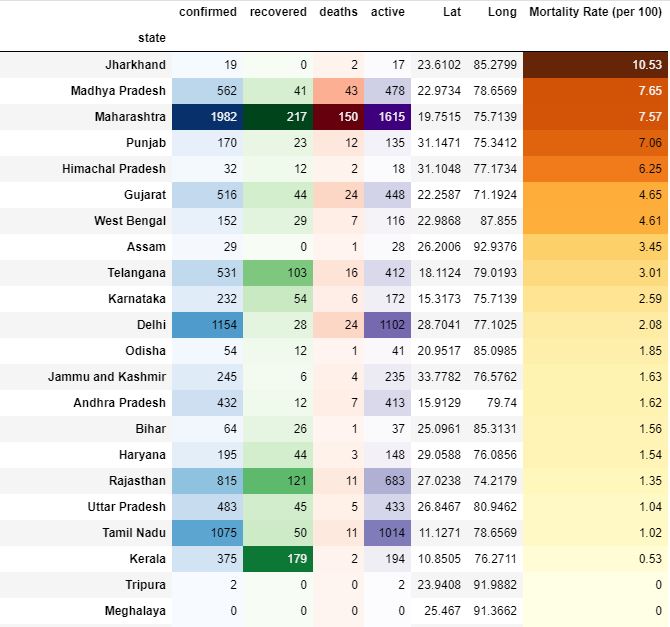 confirmed recovered deaths active Lat Long Mortality Rate (per 100)
state
Jharkhand 19 0 2 17 23.6102 85.2799 10.53
Madhya Pradesh 562 41 43 478 22.9734 78.6569 7.65
Maharashtra 1982 217 150 1615 19.7515 75.7139 7.57
Punjab 170 23 12 135 31.1471 75.3412 7.06
Himachal Pradesh 32 12 2 18 31.1048 77.1734 6.25
Gujarat 516 44 24 448 22.2587 71.1924 4.65
West Bengal 152 29 7 116 22.9868 87.855 4.61
Assam 29 0 1 28 26.2006 92.9376 3.45
Telangana 531 103 16 412 18.1124 79.0193 3.01
Karnataka 232 54 6 172 15.3173 75.7139 2.59
Delhi 1154 28 24 1102 28.7041 77.1025 2.08
Odisha 54 12 1 41 20.9517 85.0985 1.85
Jammu and Kashmir 245 6 4 235 33.7782 76.5762 1.63
Andhra Pradesh 432 12 7 413 15.9129 79.74 1.62
Bihar 64 26 1 37 25.0961 85.3131 1.56
Haryana 195 44 3 148 29.0588 76.0856 1.54
Rajasthan 815 121 11 683 27.0238 74.2179 1.35
Uttar Pradesh 483 45 5 433 26.8467 80.9462 1.04
Tamil Nadu 1075 50 11 1014 11.1271 78.6569 1.02
Kerala 375 179 2 194 10.8505 76.2711 0.53
Tripura 2 0 0 2 23.9408 91.9882 0
Meghalaya 0 0 0 0 25.467 91.3662 0